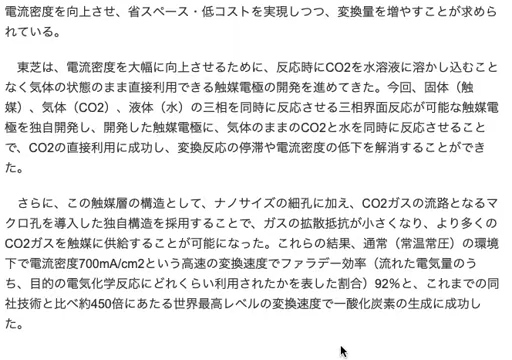 電流密度を向上させ、省スペース・低コストを実現しつつ、変換量を増やすことが求めら
れている。
東芝は、電流密度を大幅に向上させるために、反応時にCO2を水溶液に溶かし込むこと
なく気体の状態のまま直接利用できる触媒電極の開発を進めてきた。今回、固体（触
媒）、気体（CO2）、液体（水）の三相を同時に反応させる三相界面反応が可能な触媒電
極を独自開発し、開発した触媒電極に、気体のままのCO2と水を同時に反応させること
で、CO2の直接利用に成功し、変換反応の停滞や電流密度の低下を解消することができ
た。
さらに、この触媒層の構造として、ナノサイズの細孔に加え、CO2ガスの流路となるマ
クロ孔を導入した独自構造を採用することで、ガスの拡散抵抗が小さくなり、より多くの
CO2ガスを触媒に供給することが可能になった。これらの結果、通常（常温常圧）の環境
下で電流密度700mA/cm2という高速の変換速度でファラデー効率（流れた電気量のう
ち、目的の電気化学反応にどれくらい利用されたかを表した割合）92%と、これまでの同
社技術と比べ約450倍にあたる世界最高レベルの変換速度で一酸化炭素の生成に成功し
た。